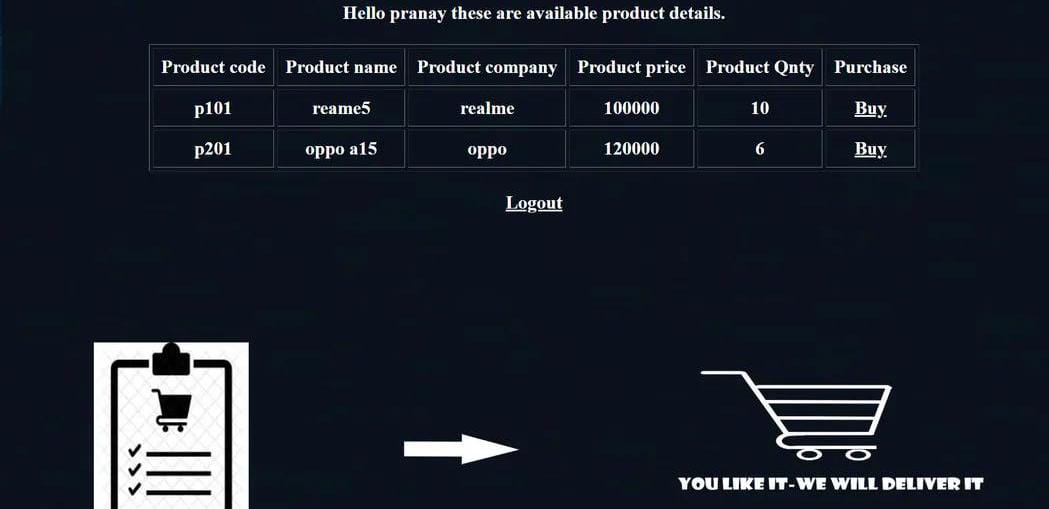 Hello pranay these are available product details.
Product code Product name Product company Product price Product Qnty Purchase
p101 reame5 realme 100000 10 Buy
p201 oppo a15 oppo 120000 6 Buy
Logout
YOU LIKE IT-WE WILL DELIVER IT